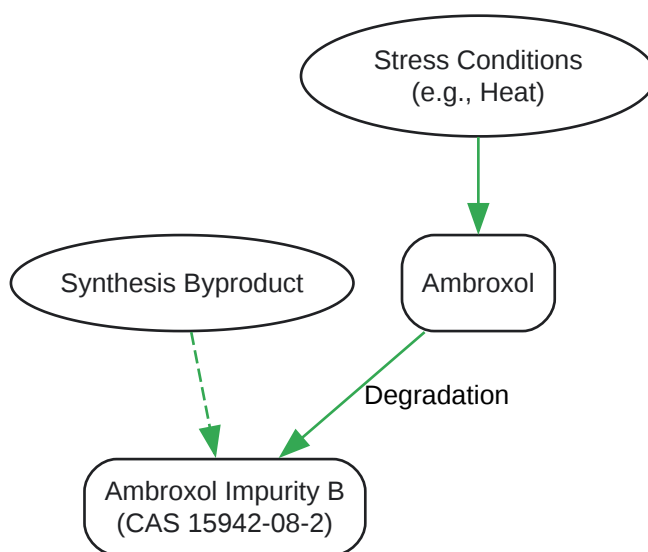 Stress Conditions
(e.g., Heat)
Synthesis Byproduct
Ambroxol
Degradation
Ambroxol Impurity B
(CAS 15942-08-2)